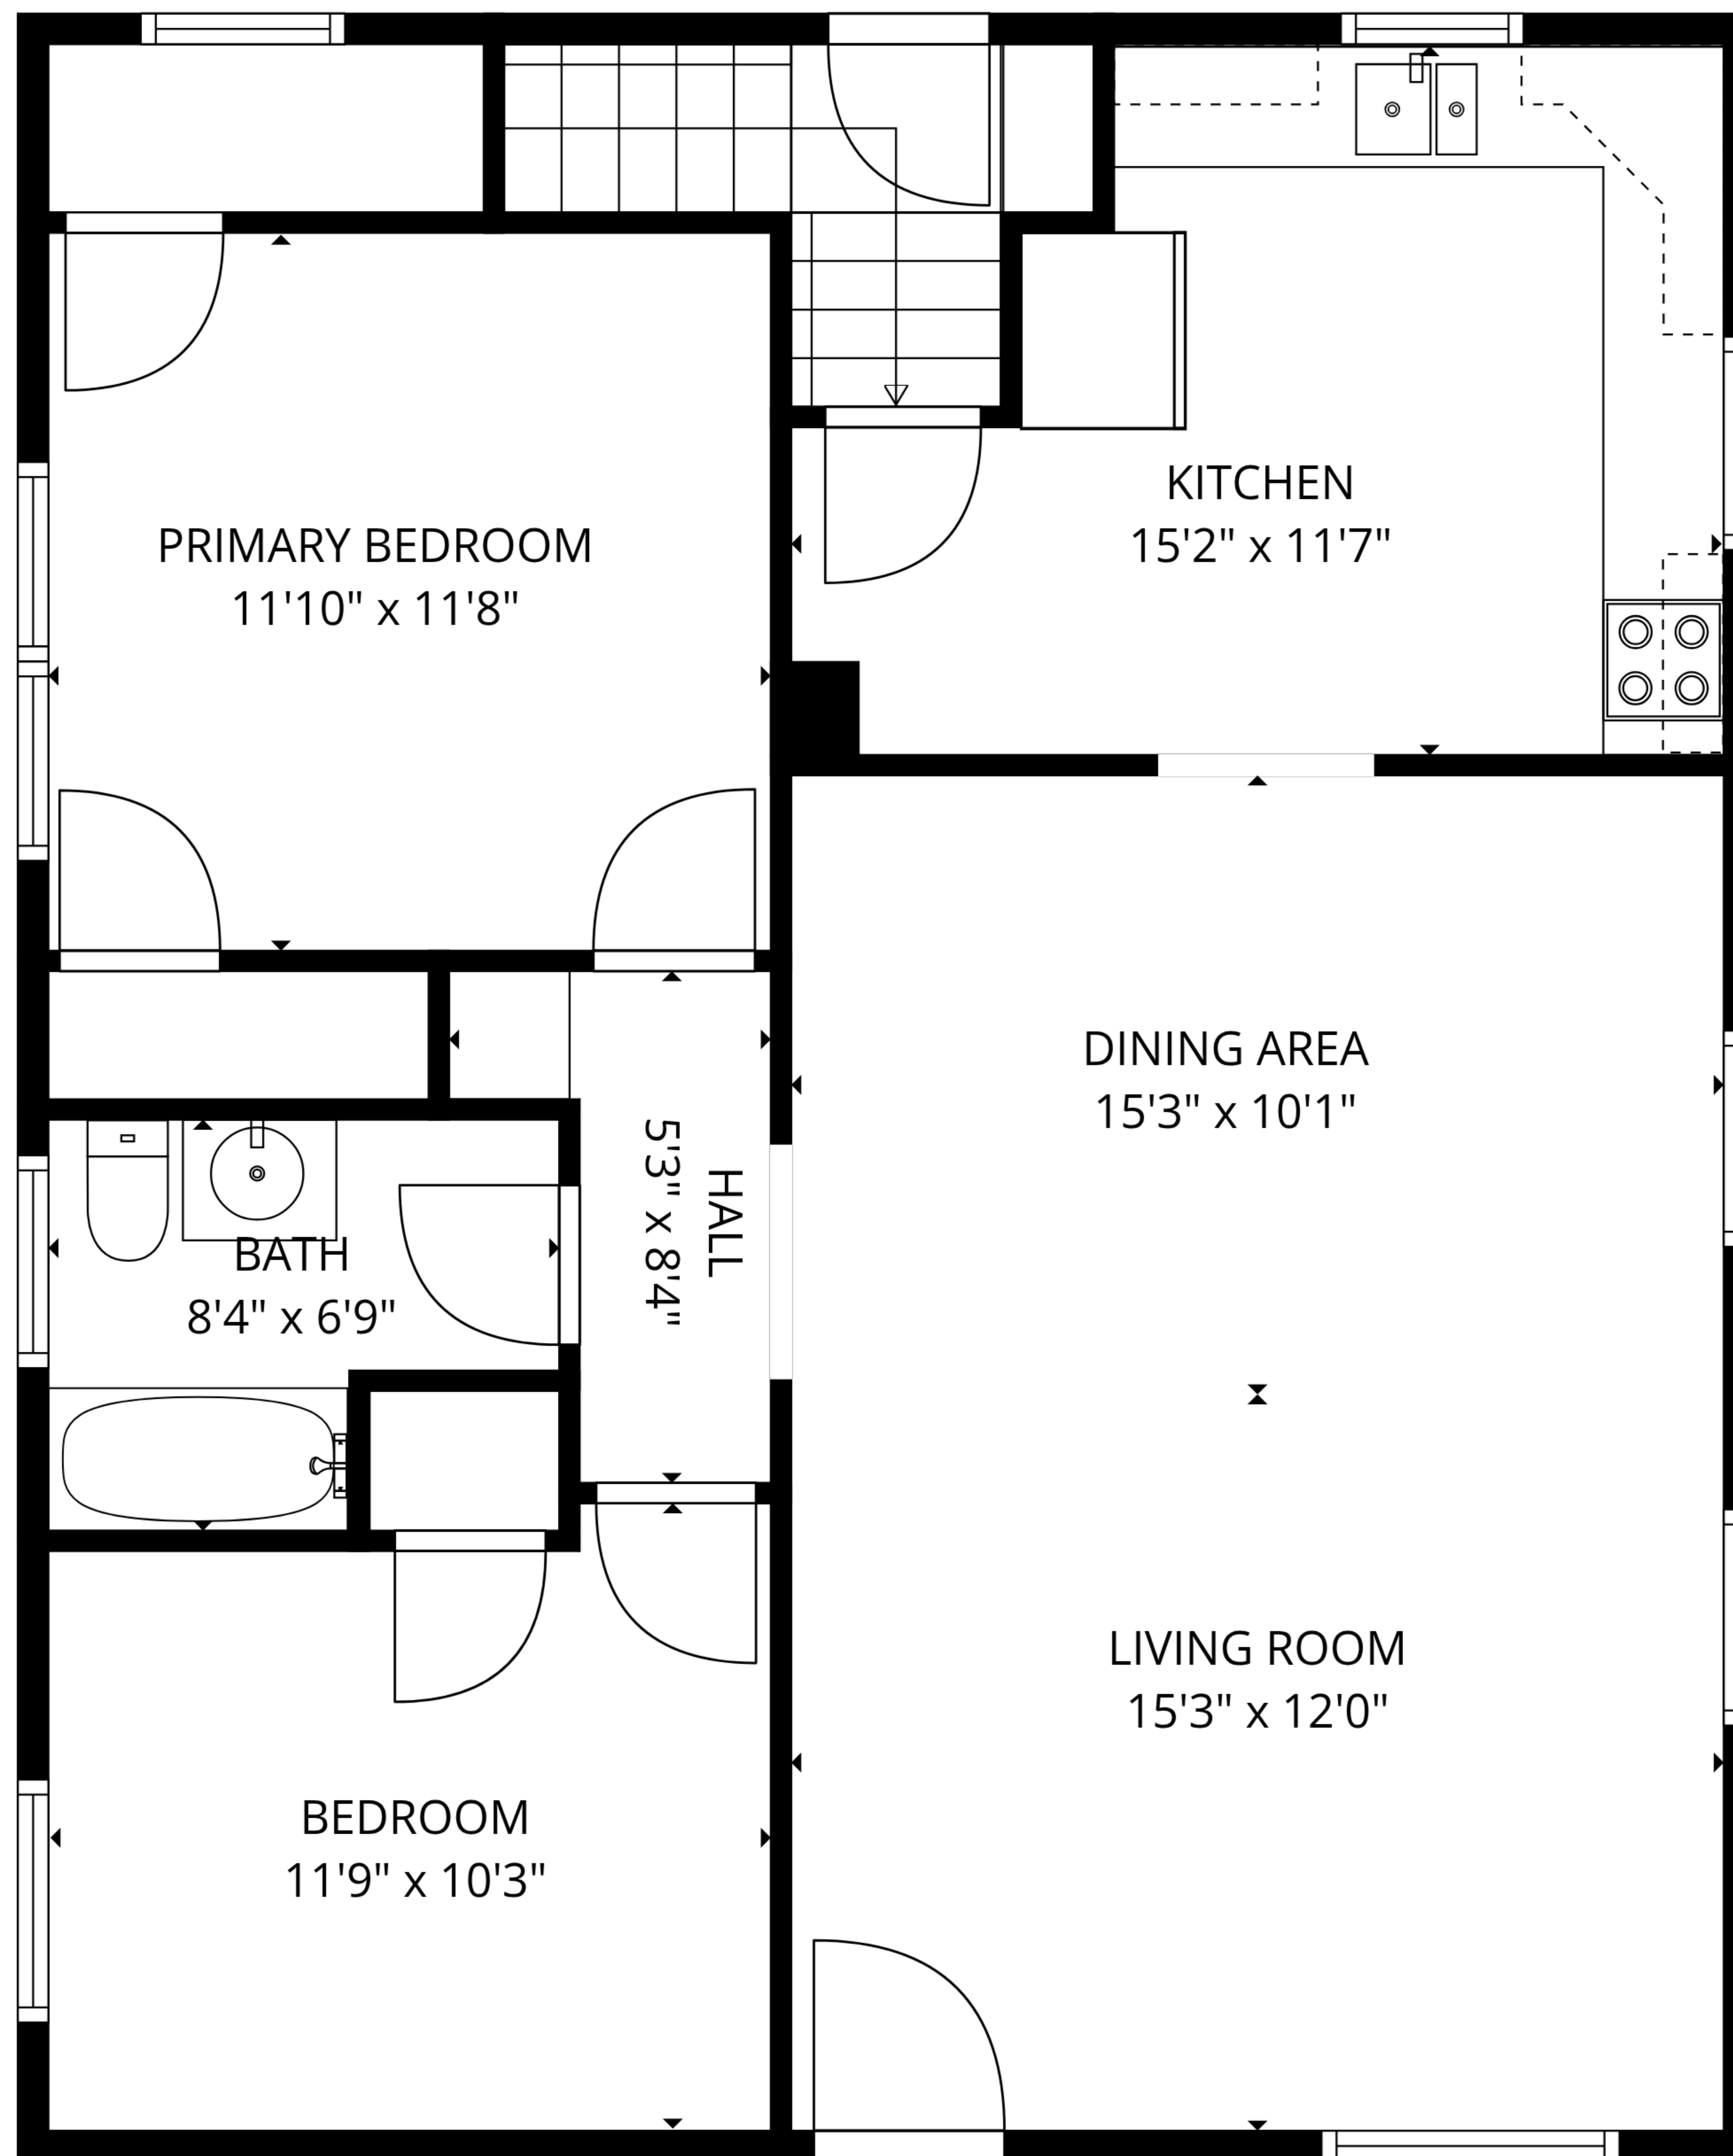 KITCHEN
15'2" x 11'7"
PRIMARY BEDROOM
11'10" x 11'8"
DINING AREA
15'3" x 10'1"
HALL
5'3" x 8'4"
BATH
8'4" x 6'9"
LIVING ROOM
15'3" x 12'0"
BEDROOM
11'9" x 10'3"